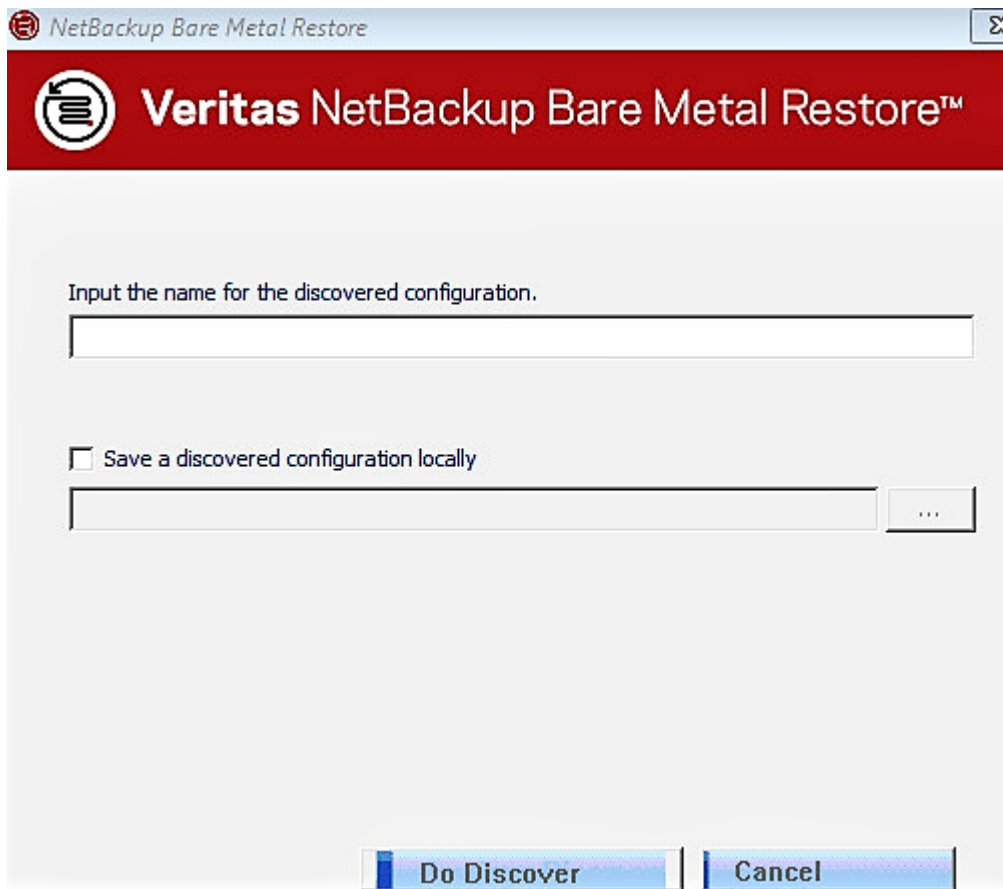 NetBackup Bare Metal Restore
Veritas NetBackup Bare Metal Restore™
Input the name for the discovered configuration.
Save a discovered configuration locally
...
Do Discover
Cancel